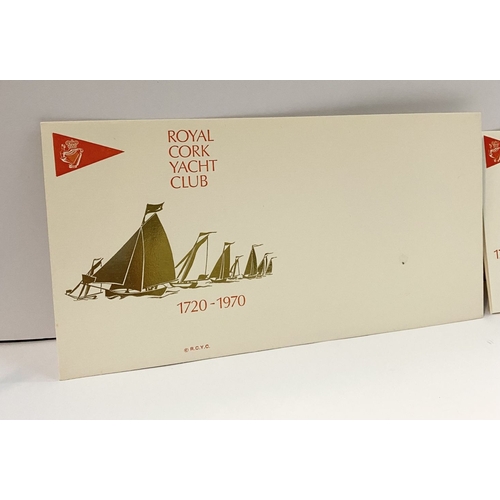 ROYAL
CORK
YACHT
CLUB
1720-1970
© R.C.Y.C.